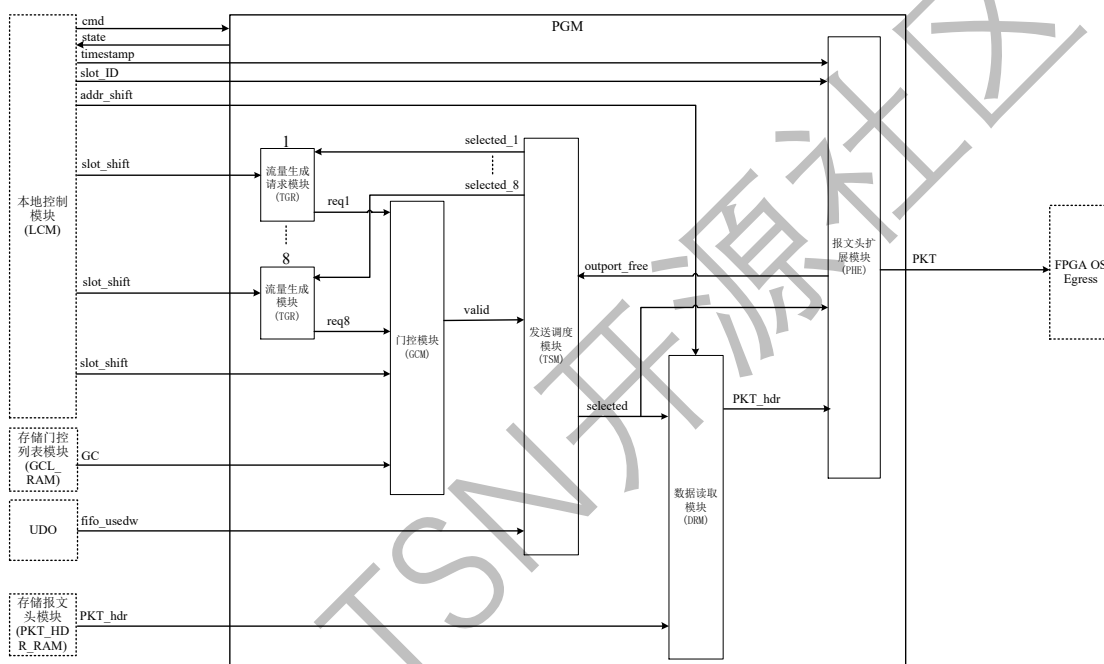 PGM
cmd
state
timestamp
slot_ID
addr_shift
slot_shift
slot_shift
slot_shift
本地控制
模块
(LCM)
存储门控
列表模块
(GCL_
RAM)
GC
UDO
fifo_usedw
存储报文
头模块
(PKT_HD
R_RAM)
PKT_hdr
1
流量生成
请求模块
(TGR)
req1
8
流量生成
模块
(TGR)
req8
门控模块
(GCM)
valid
selected_1
selected_8
outport_free
发送调度
模块
(TSM)
selected
数据读取
模块
(DRM)
PKT_hdr
报文头扩
展模块
(PHE)
PKT
FPGA OS
Egress
TSN开源社区